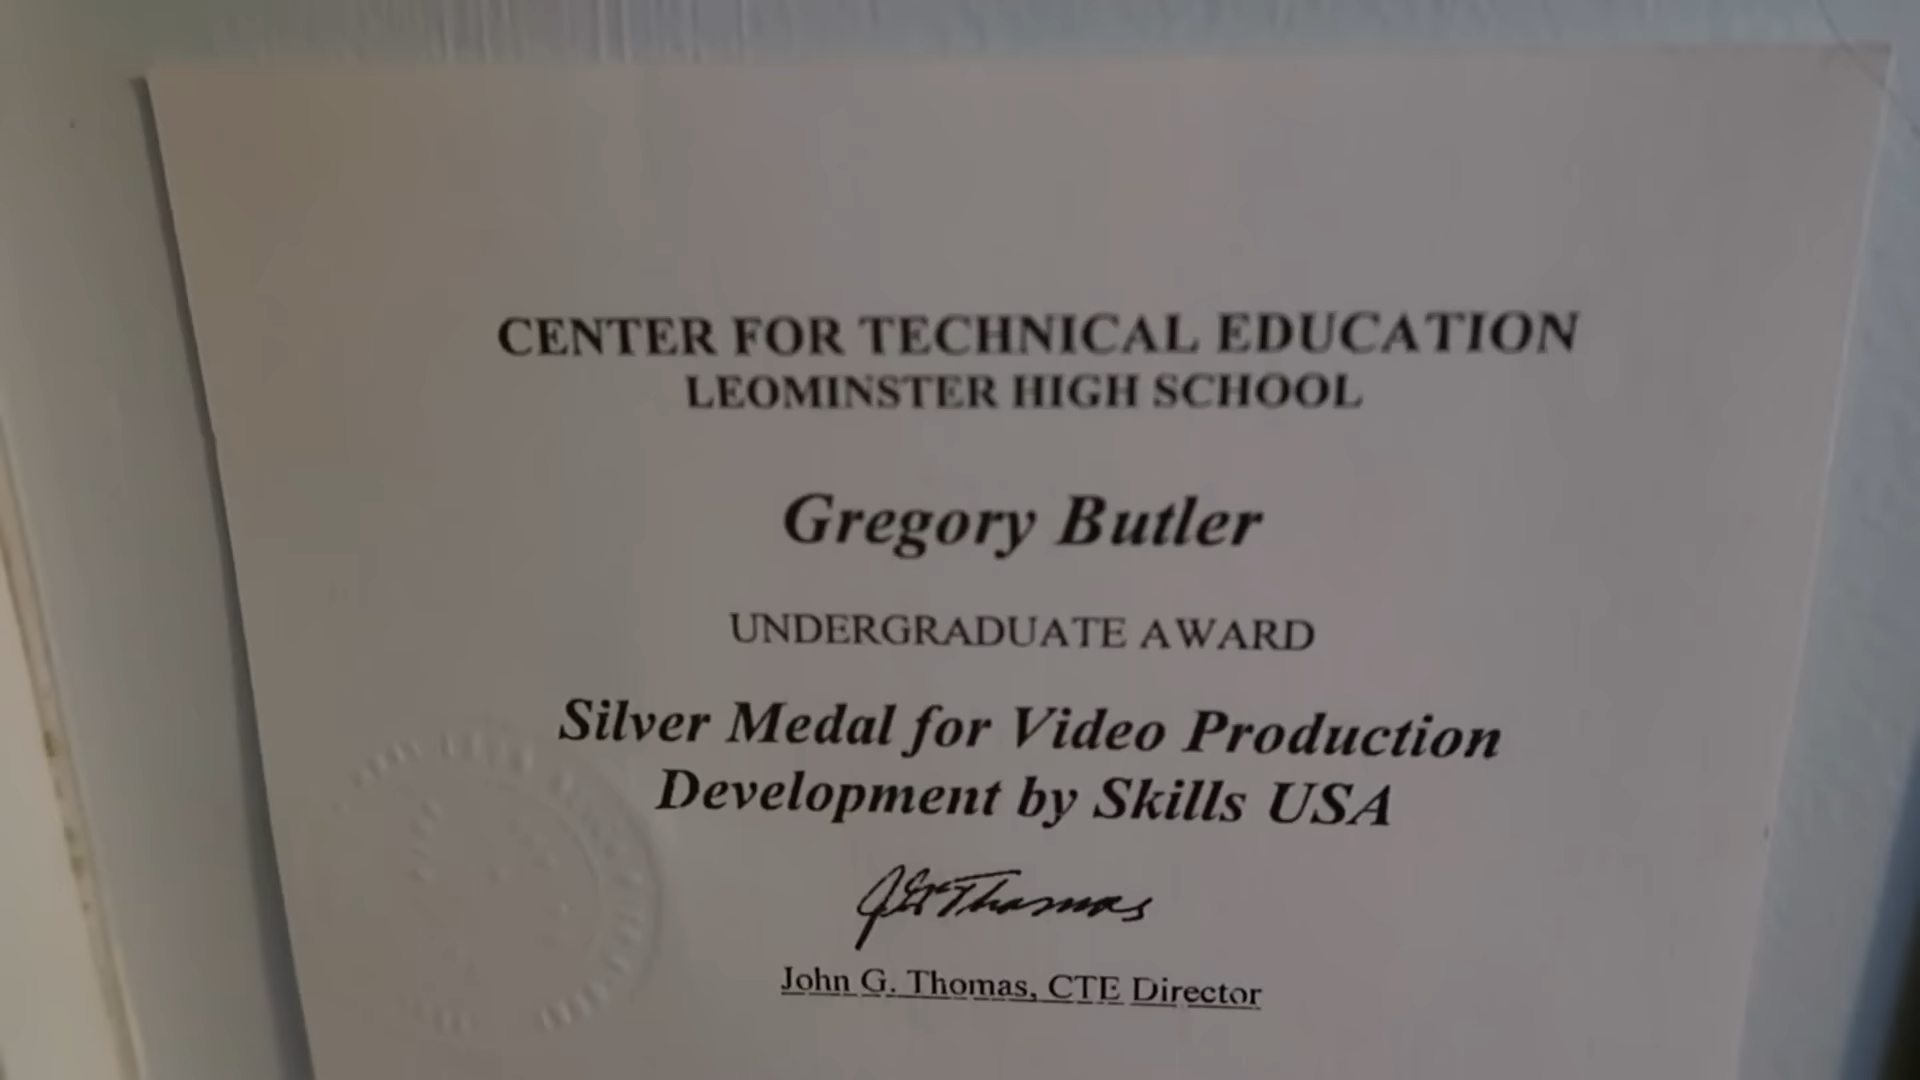 CENTER FOR TECHNICAL EDUCATION
LEOMINSTER HIGH SCHOOL
Gregory Butler
UNDERGRADUATE AWARD
Silver Medal for Video Production
Development by Skills USA
John G. Thomas, CTE Director